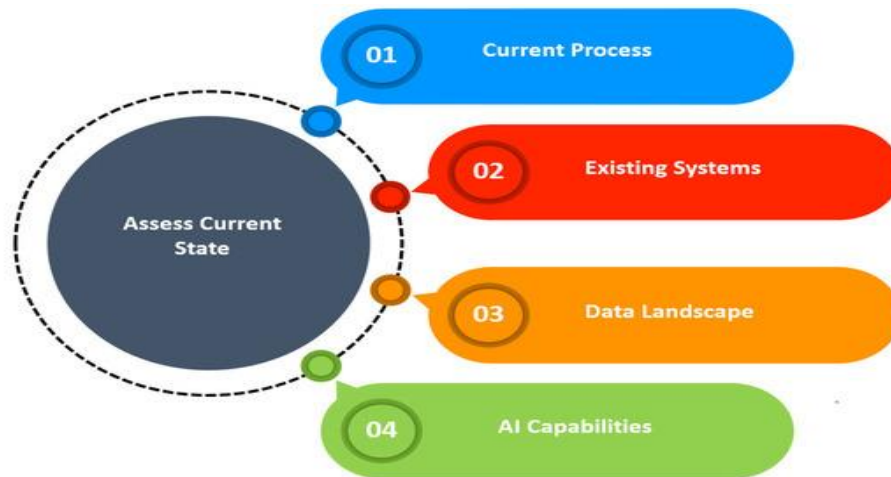 Assess Current
State
01
Current Process
02
Existing Systems
03
Data Landscape
04
AI Capabilities